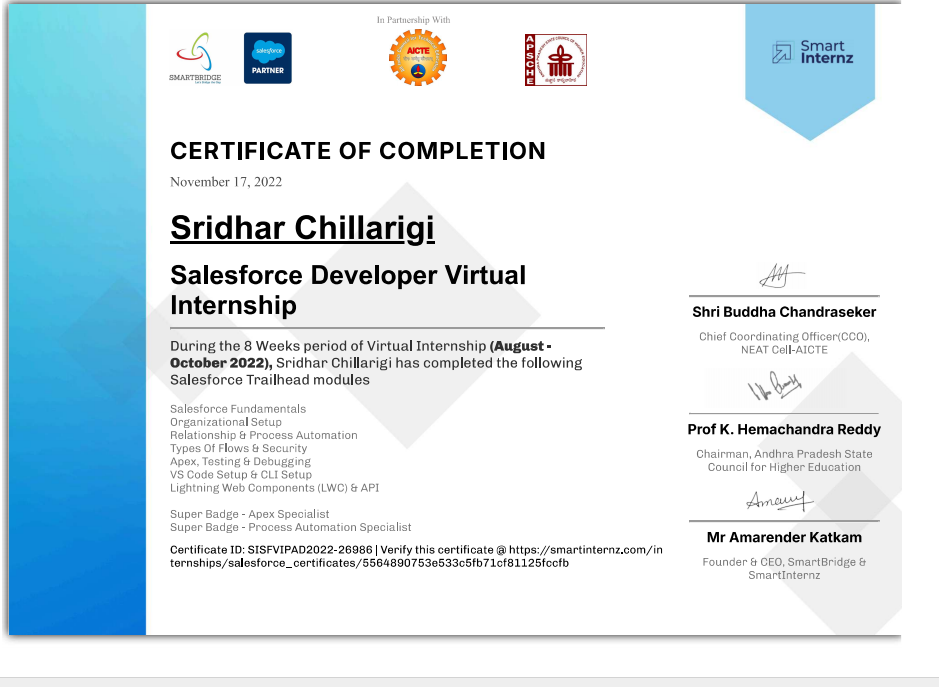 In Partnership With
SMARTBRIDGE
salesforce
PARTNER
AICTE
APSCHE
Smart
Internz
CERTIFICATE OF COMPLETION
November 17, 2022
Sridhar Chillarigi
Salesforce Developer Virtual
Internship
During the 8 Weeks period of Virtual Internship (August -
October 2022), Sridhar Chillarigi has completed the following
Salesforce Trailhead modules
Salesforce Fundamentals
Organizational Setup
Relationship & Process Automation
Types Of Flows & Security
Apex, Testing & Debugging
VS Code Setup & CLI Setup
Lightning Web Components (LWC) & API
Super Badge - Apex Specialist
Super Badge - Process Automation Specialist
Certificate ID: SISFVIPAD2022-26986 | Verify this certificate @ https://smartinternz.com/in
ternships/salesforce_certificates/5564890753e533c5fb71cf81125fccfb
Shri Buddha Chandraseker
Chief Coordinating Officer(CCO),
NEAT Cell-AICTE
Prof K. Hemachandra Reddy
Chairman, Andhra Pradesh State
Council for Higher Education
Mr Amarender Katkam
Founder & CEO, SmartBridge &
SmartInternz